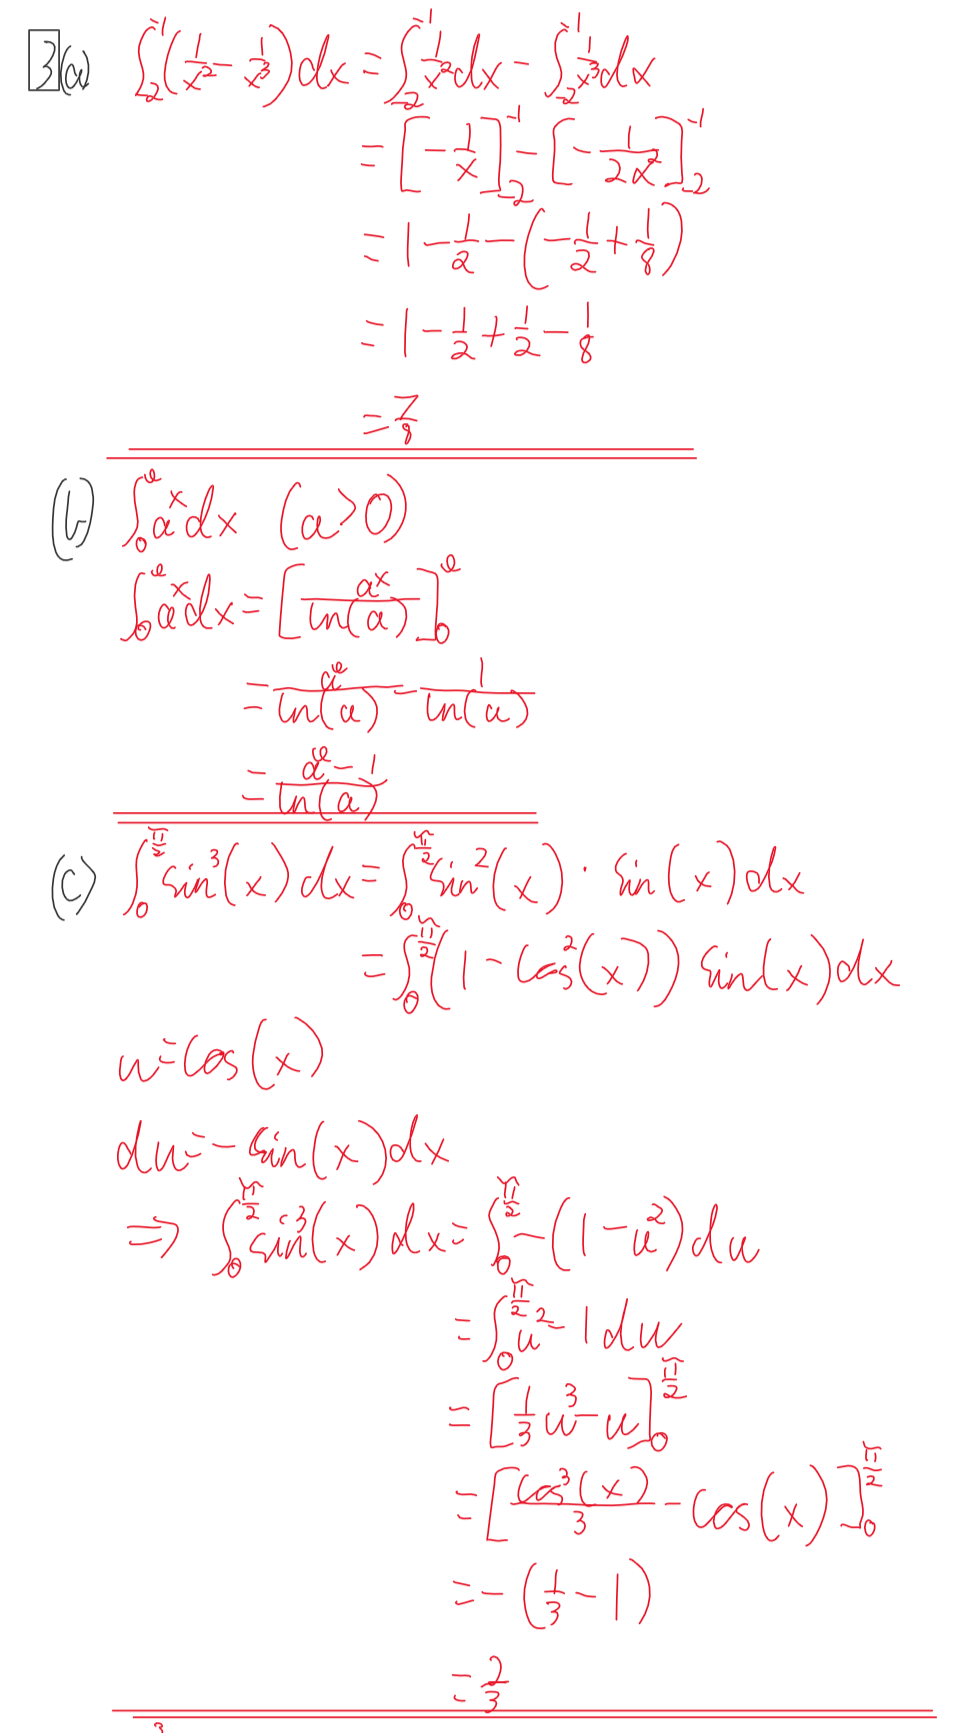 3(a) ∫_{-2}^{-1} (1/x² - 1/x³) dx = ∫_{-2}^{-1} 1/x² dx - ∫_{-2}^{-1} 1/x³ dx
= [-1/x]_{-2}^{-1} - [-1/2x²]_{-2}^{-1}
= 1 - 1/2 - (-1/2 + 1/8)
= 1 - 1/2 + 1/2 - 1/8
= 7/8
(b) ∫_0^e a^x dx (a>0)
∫_0^e a^x dx = [a^x/ln(a)]_0^e
= a^e/ln(a) - 1/ln(a)
= (a^e - 1)/ln(a)
(c) ∫_0^{π/2} sin³(x) dx = ∫_0^{π/2} sin²(x) · sin(x) dx
= ∫_0^{π/2} (1 - cos²(x)) sin(x) dx
u = cos(x)
du = -sin(x) dx
⇒ ∫_0^{π/2} sin³(x) dx = ∫_0^{π/2} -(1 - u²) du
= ∫_0^{π/2} u² - 1 du
= [1/3 u³ - u]_0^{π/2}
= [cos³(x)/3 - cos(x)]_0^{π/2}
= -(1/3 - 1)
= 2/3
3